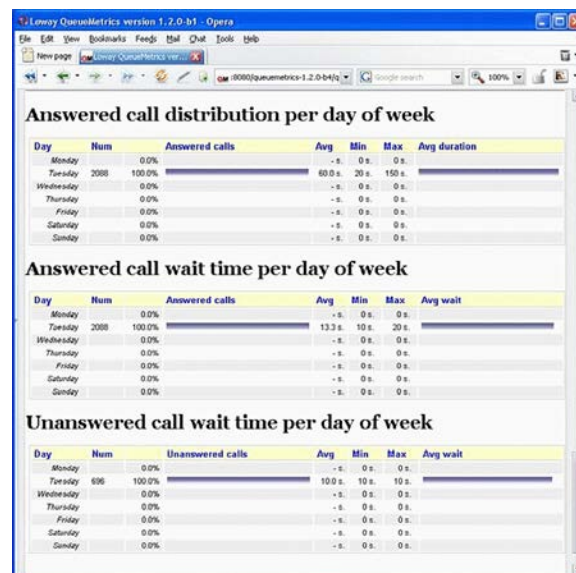 Loway QueueMetrics version 1.2.0-b1 - Opera
File Edit View Bookmarks Feeds Mail Chat Tools Help
New page Loway QueueMetrics ver...
:8080/queuemetrics-1.2.0-b4/q Google search 100%
Answered call distribution per day of week
Day Num Answered calls Avg Min Max Avg duration
Monday 0.0% - s. 0 s. 0 s.
Tuesday 2088 100.0% 60.0 s. 20 s. 150 s.
Wednesday 0.0% - s. 0 s. 0 s.
Thursday 0.0% - s. 0 s. 0 s.
Friday 0.0% - s. 0 s. 0 s.
Saturday 0.0% - s. 0 s. 0 s.
Sunday 0.0% - s. 0 s. 0 s.
Answered call wait time per day of week
Day Num Answered calls Avg Min Max Avg wait
Monday 0.0% - s. 0 s. 0 s.
Tuesday 2088 100.0% 13.3 s. 10 s. 20 s.
Wednesday 0.0% - s. 0 s. 0 s.
Thursday 0.0% - s. 0 s. 0 s.
Friday 0.0% - s. 0 s. 0 s.
Saturday 0.0% - s. 0 s. 0 s.
Sunday 0.0% - s. 0 s. 0 s.
Unanswered call wait time per day of week
Day Num Unanswered calls Avg Min Max Avg wait
Monday 0.0% - s. 0 s. 0 s.
Tuesday 696 100.0% 10.0 s. 10 s. 10 s.
Wednesday 0.0% - s. 0 s. 0 s.
Thursday 0.0% - s. 0 s. 0 s.
Friday 0.0% - s. 0 s. 0 s.
Saturday 0.0% - s. 0 s. 0 s.
Sunday 0.0% - s. 0 s. 0 s.